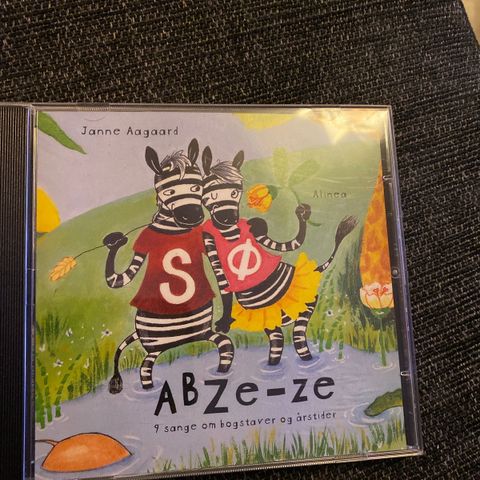 Janne Aagaard
Alinea
S Ø
ABZe-ze
9 sange om bogstaver og årstider